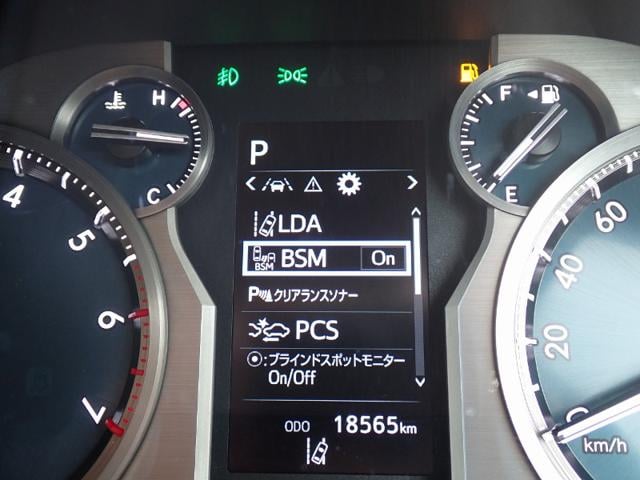 H
C
F
E
P
LDA
BSM
BSM On
クリアランスソナー
PCS
:ブラインドスポットモニター
On/Off
ODO 18565km
4
5
6
7
60
40
20
0
km/h